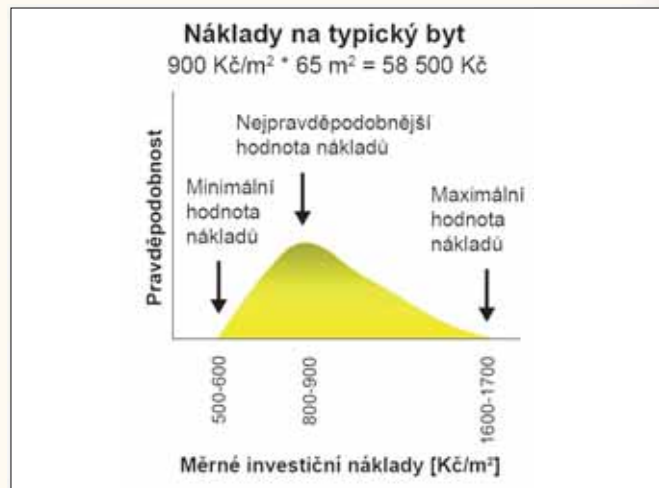 Náklady na typický byt
900 Kč/m² * 65 m² = 58 500 Kč
Pravděpodobnost
Minimální
hodnota
nákladů
Nejpravděpodobnější
hodnota nákladů
Maximální
hodnota
nákladů
500-600
800-900
1600-1700
Měrné investiční náklady [Kč/m²]